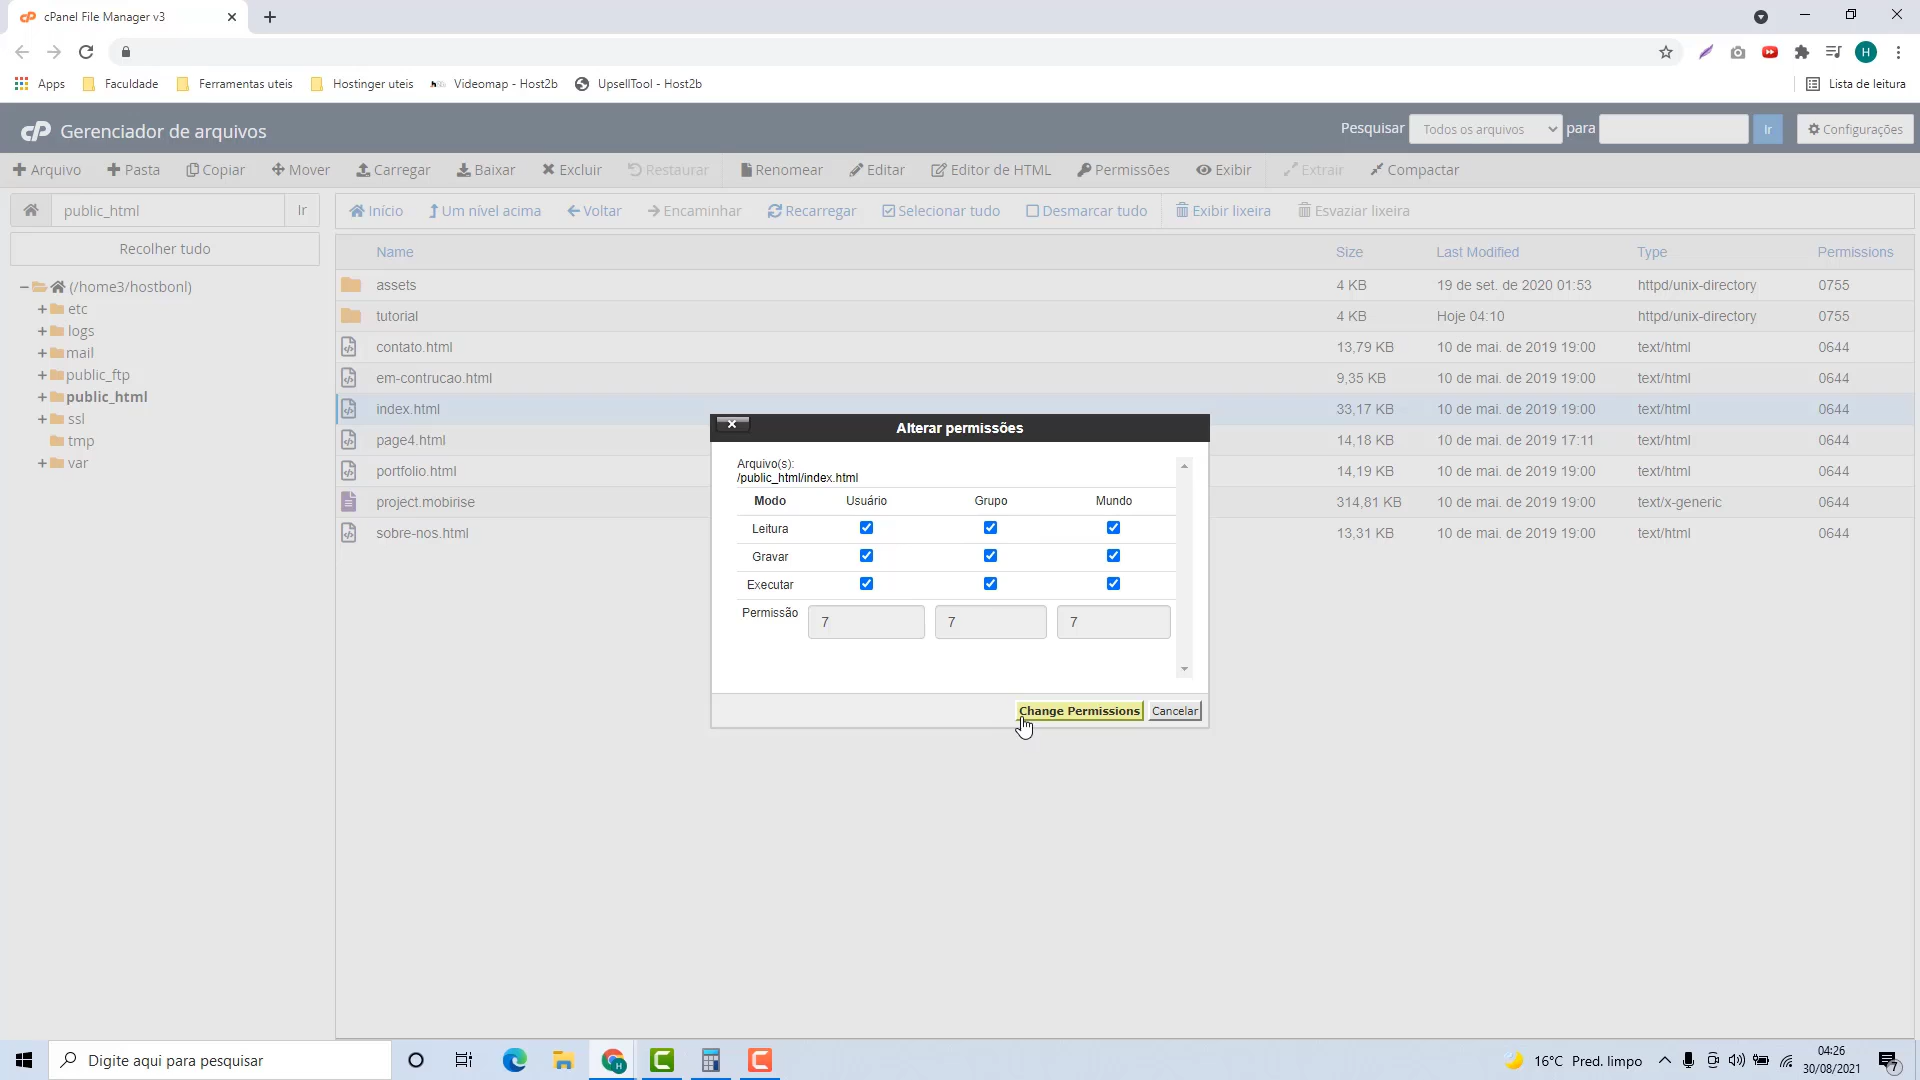 cPanel File Manager v3
H
Apps Faculdade Ferramentas uteis Hostinger uteis Videomap - Host2b UpsellTool - Host2b Lista de leitura
cP Gerenciador de arquivos Pesquisar Todos os arquivos para Ir Configurações
Arquivo Pasta Copiar Mover Carregar Baixar Excluir Restaurar Renomear Editar Editor de HTML Permissões Exibir Extrair Compactar
public_html Ir Início Um nível acima Voltar Encaminhar Recarregar Selecionar tudo Desmarcar tudo Exibir lixeira Esvaziar lixeira
Recolher tudo
(/home3/hostbonl)
etc
logs
mail
public_ftp
public_html
ssl
tmp
var
Name Size Last Modified Type Permissions
assets 4 KB 19 de set. de 2020 01:53 httpd/unix-directory 0755
tutorial 4 KB Hoje 04:10 httpd/unix-directory 0755
contato.html 13,79 KB 10 de mai. de 2019 19:00 text/html 0644
em-contrucao.html 9,35 KB 10 de mai. de 2019 19:00 text/html 0644
index.html 33,17 KB 10 de mai. de 2019 19:00 text/html 0644
page4.html 14,18 KB 10 de mai. de 2019 17:11 text/html 0644
portfolio.html 14,19 KB 10 de mai. de 2019 19:00 text/html 0644
project.mobirise 314,81 KB 10 de mai. de 2019 19:00 text/x-generic 0644
sobre-nos.html 13,31 KB 10 de mai. de 2019 19:00 text/html 0644
Alterar permissões
Arquivo(s):
/public_html/index.html
Modo Usuário Grupo Mundo
Leitura
Gravar
Executar
Permissão 7 7 7
Change Permissions Cancelar
Digite aqui para pesquisar 16°C Pred. limpo 04:26
30/08/2021 7